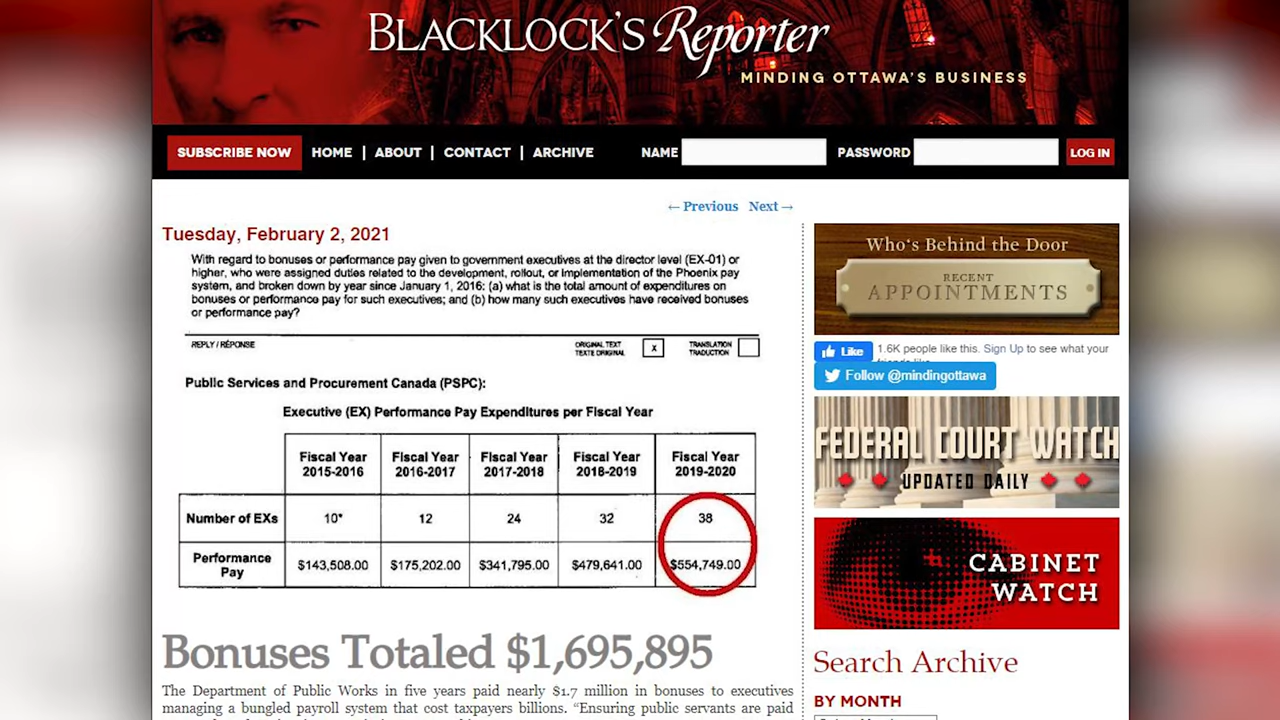 BLACKLOCK'S Reporter
MINDING OTTAWA'S BUSINESS
SUBSCRIBE NOW HOME | ABOUT | CONTACT | ARCHIVE NAME PASSWORD LOG IN
← Previous Next →
Tuesday, February 2, 2021
With regard to bonuses or performance pay given to government executives at the director level (EX-01) or
higher, who were assigned duties related to the development, rollout, or implementation of the Phoenix pay
system, and broken down by year since January 1, 2016: (a) what is the total amount of expenditures on
bonuses or performance pay for such executives; and (b) how many such executives have received bonuses
or performance pay?
REPLY / RÉPONSE ORIGINAL TEXT TRANSLATION
TEXTE ORIGINAL X TRADUCTION
Public Services and Procurement Canada (PSPC):
Executive (EX) Performance Pay Expenditures per Fiscal Year
Fiscal Year Fiscal Year Fiscal Year Fiscal Year Fiscal Year
2015-2016 2016-2017 2017-2018 2018-2019 2019-2020
Number of EXs 10* 12 24 32 38
Performance
Pay $143,508.00 $175,202.00 $341,795.00 $479,641.00 $554,749.00
Bonuses Totaled $1,695,895
The Department of Public Works in five years paid nearly $1.7 million in bonuses to executives
managing a bungled payroll system that cost taxpayers billions. "Ensuring public servants are paid
Who's Behind the Door
RECENT
APPOINTMENTS
Like 1.6K people like this. Sign Up to see what your
friends like.
Follow @mindingottawa
FEDERAL COURT WATCH
UPDATED DAILY
CABINET
WATCH
Search Archive
BY MONTH